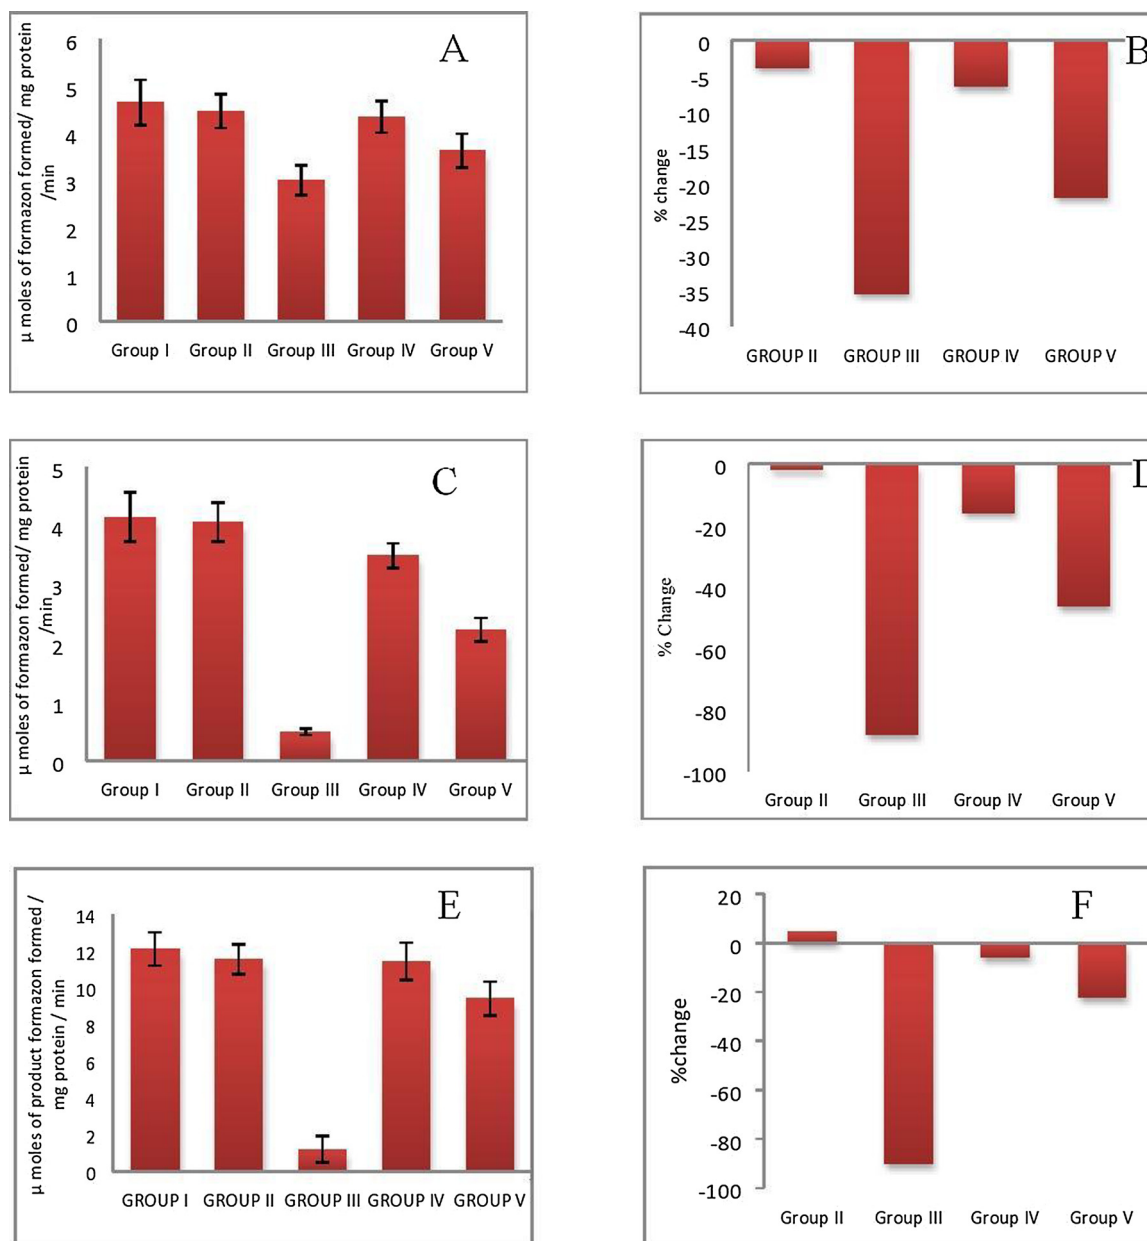 A
μ moles of formazon formed/ mg protein
/min
6
5
4
3
2
1
0
Group I Group II Group III Group IV Group V
B
% change
0
-5
-10
-15
-20
-25
-30
-35
-40
GROUP II GROUP III GROUP IV GROUP V
C
μ moles of formazon formed/ mg protein
/min
5
4
3
2
1
0
Group I Group II Group III Group IV Group V
% Change
0
-20
-40
-60
-80
-100
Group II Group III Group IV Group V
E
μ moles of product formazon formed /
mg protein / min
14
12
10
8
6
4
2
0
GROUP I GROUP II GROUP III GROUP IV GROUP V
F
%change
20
0
-20
-40
-60
-80
-100
Group II Group III Group IV Group V